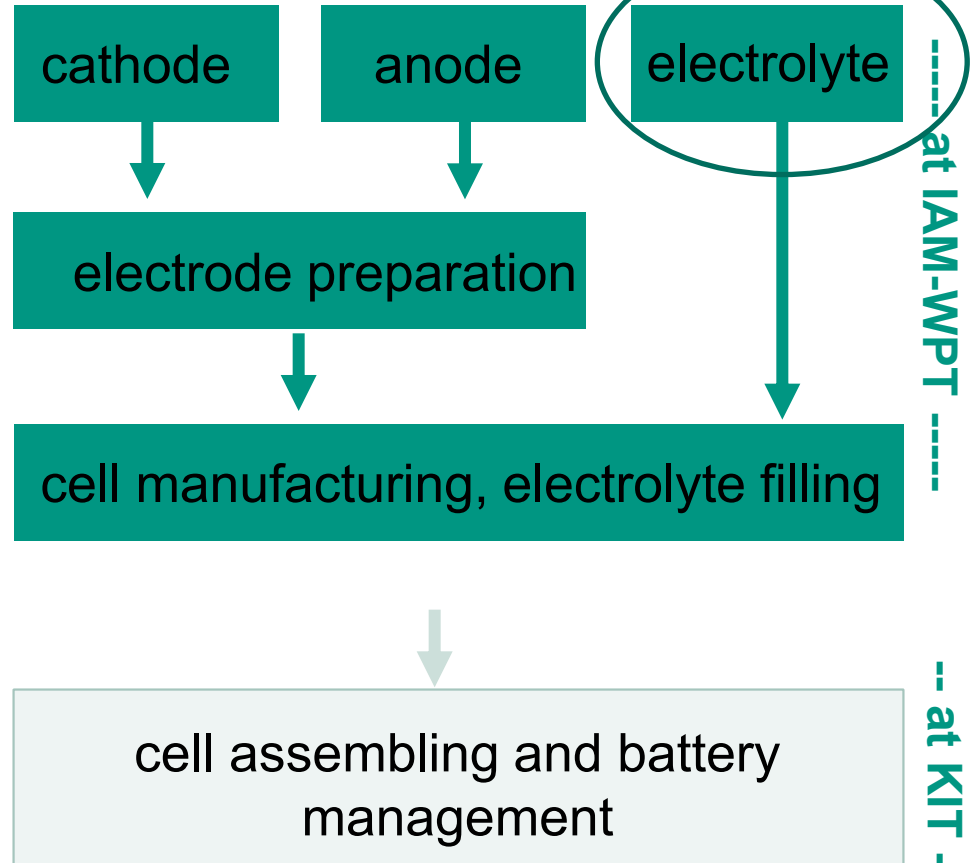 cathode
anode
electrolyte
electrode preparation
cell manufacturing, electrolyte filling
----- at IAM-WPT -----
cell assembling and battery
management
-- at KIT -